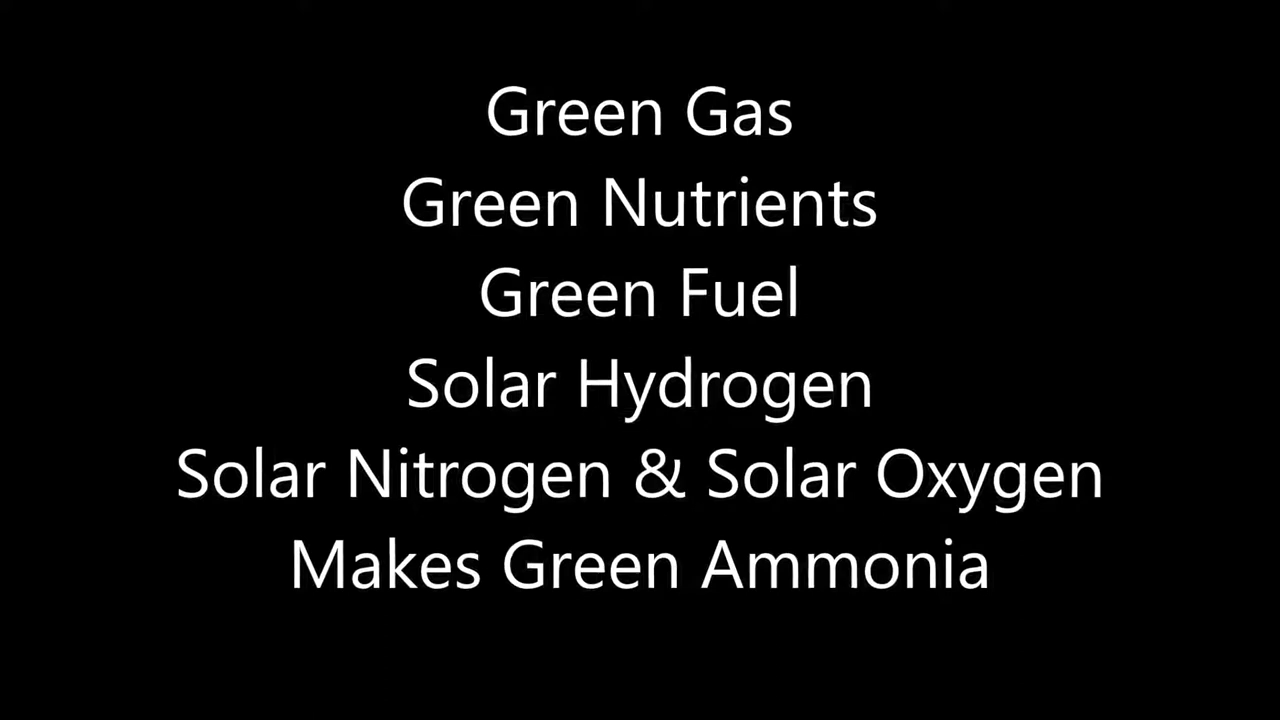 Green Gas
Green Nutrients
Green Fuel
Solar Hydrogen
Solar Nitrogen & Solar Oxygen
Makes Green Ammonia